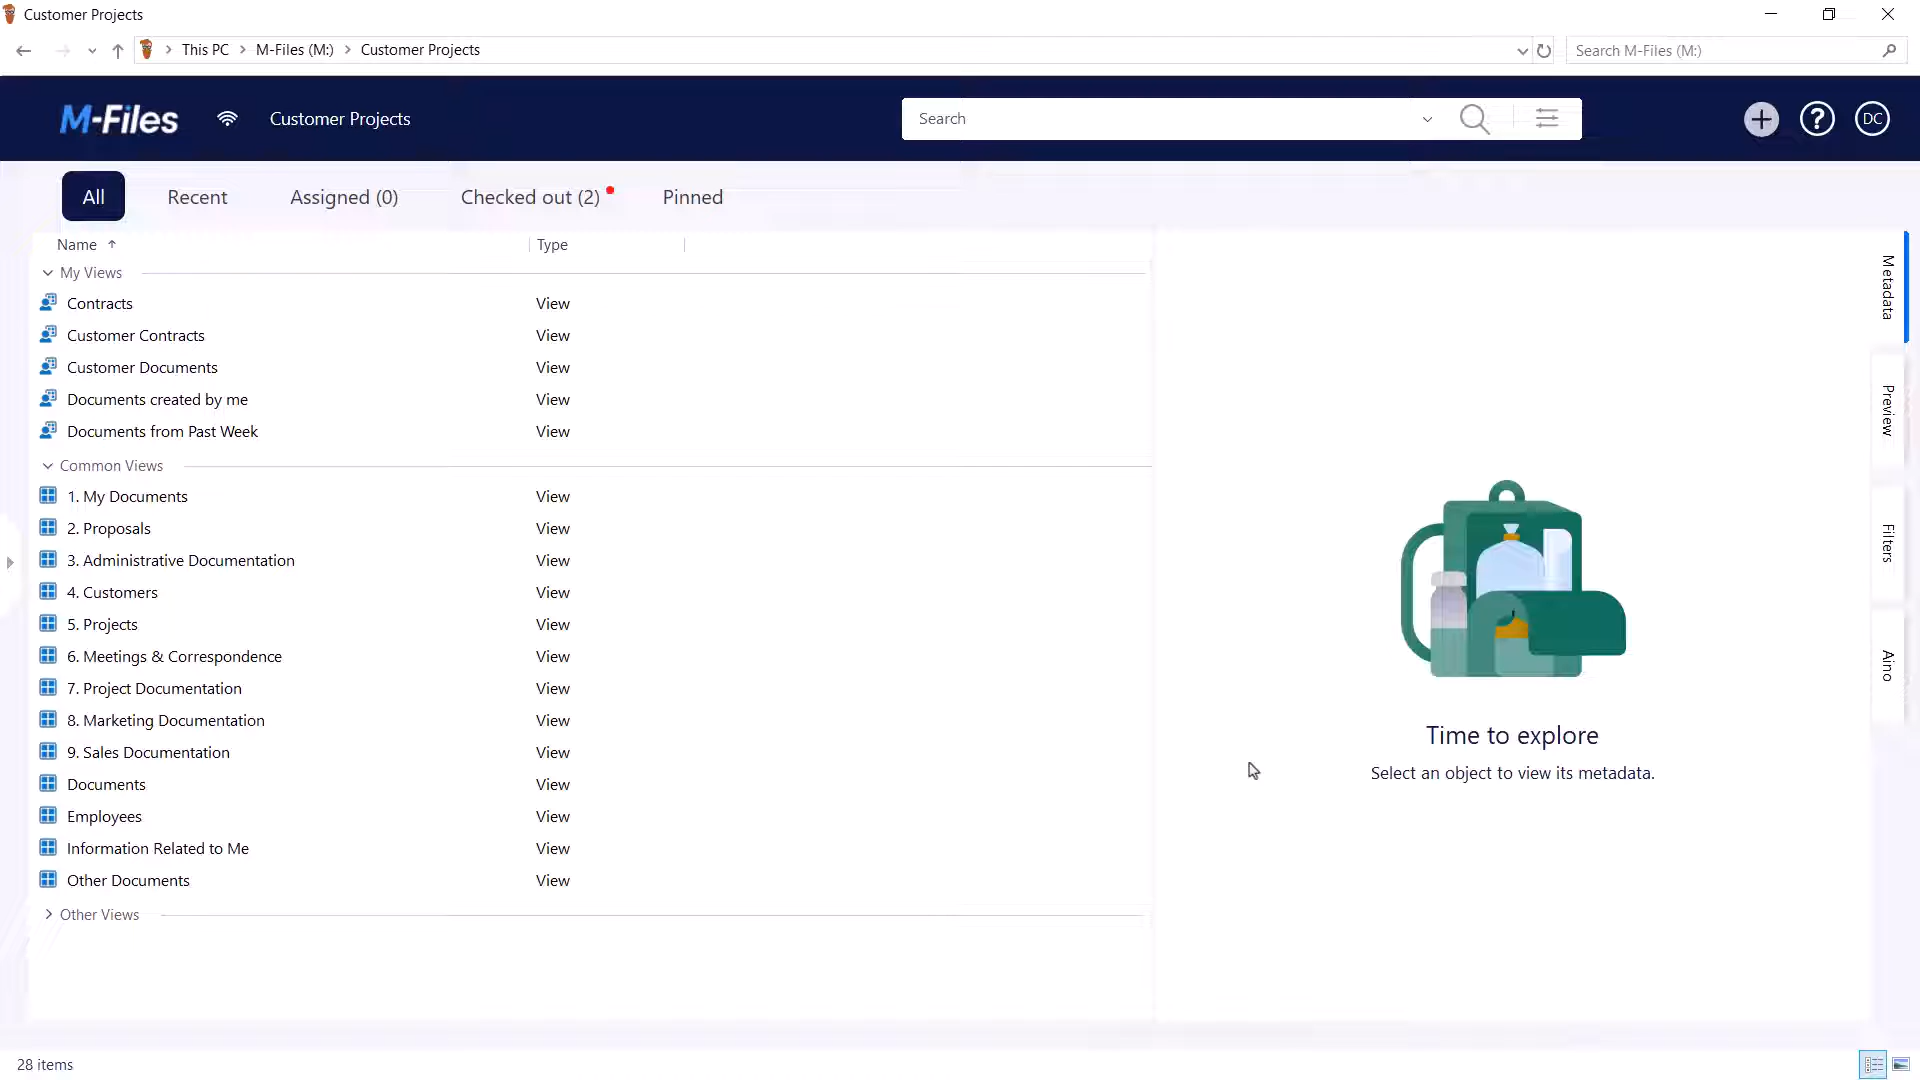 Customer Projects
This PC > M-Files (M:) > Customer Projects
Search M-Files (M:)
M-Files
Customer Projects
Search
DC
All
Recent
Assigned (0)
Checked out (2)
Pinned
Name
Type
My Views
Contracts View
Customer Contracts View
Customer Documents View
Documents created by me View
Documents from Past Week View
Common Views
1. My Documents View
2. Proposals View
3. Administrative Documentation View
4. Customers View
5. Projects View
6. Meetings & Correspondence View
7. Project Documentation View
8. Marketing Documentation View
9. Sales Documentation View
Documents View
Employees View
Information Related to Me View
Other Documents View
Other Views
Time to explore
Select an object to view its metadata.
Metadata
Preview
Filters
Aino
28 items